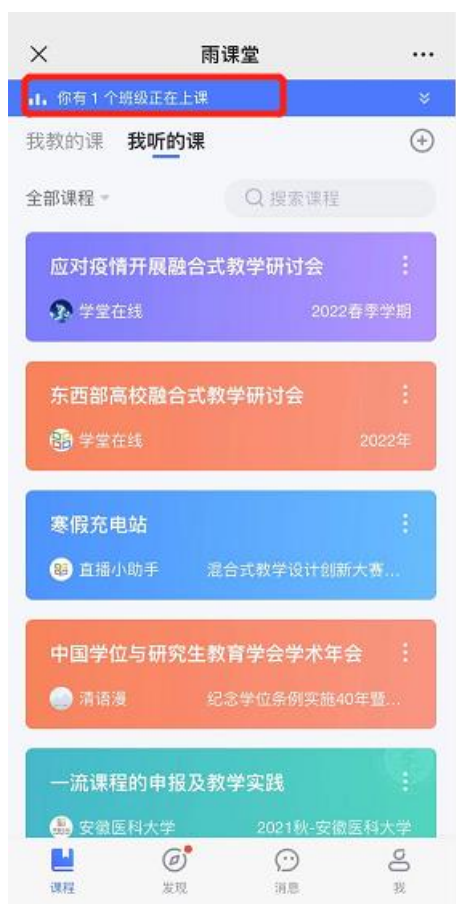 雨课堂
你有 1 个班级正在上课
我教的课 我听的课
全部课程 搜索课程
应对疫情开展融合式教学研讨会
学堂在线 2022春季学期
东西部高校融合式教学研讨会
学堂在线 2022年
寒假充电站
直播小助手 混合式教学设计创新大赛...
中国学位与研究生教育学会学术年会
清语漫 纪念学位条例实施40年暨...
一流课程的申报及教学实践
安徽医科大学 2021秋-安徽医科大学
课程 发现 消息 我